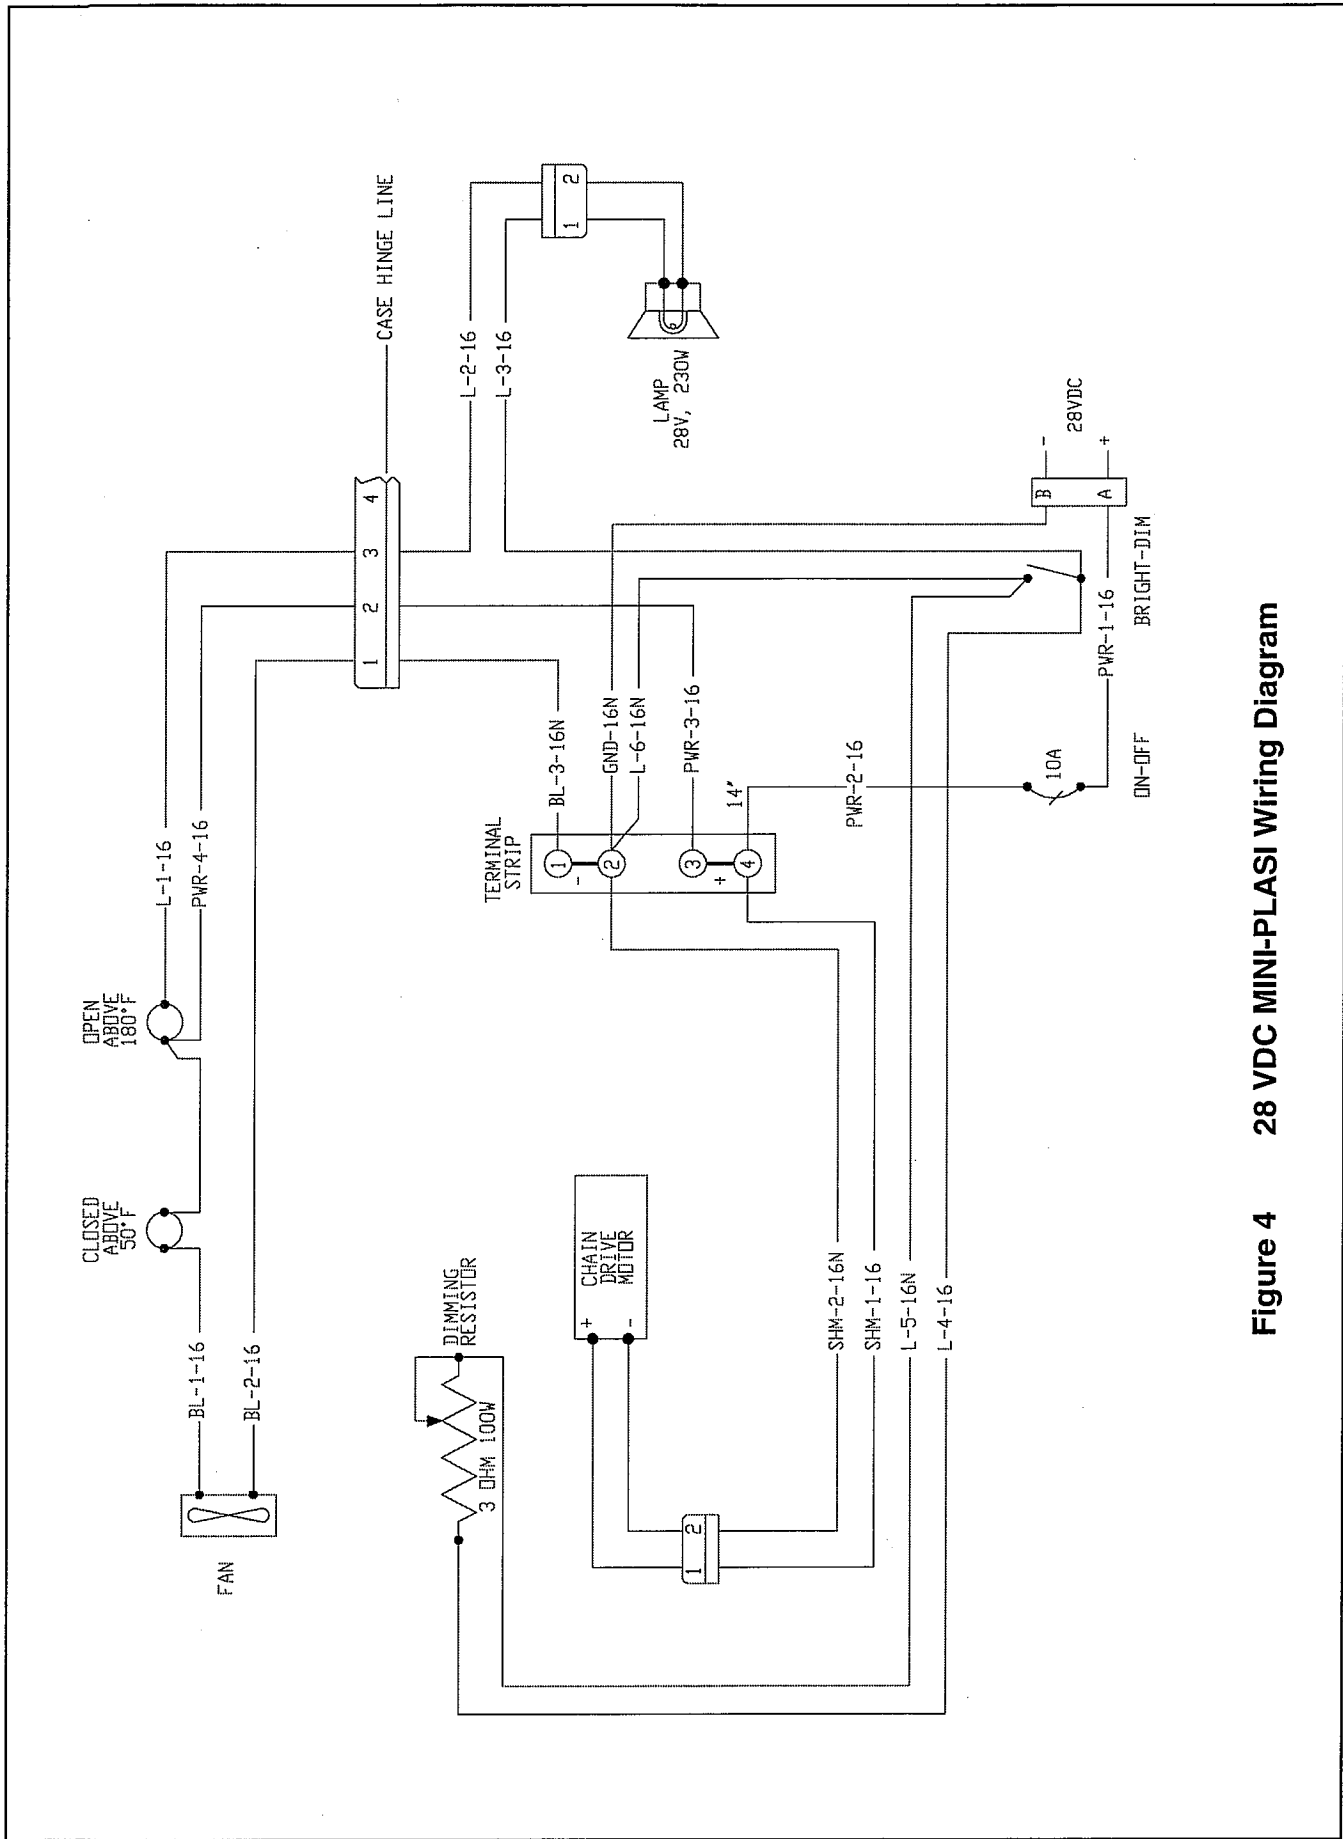 FAN
BL-1-16
BL-2-16
CLOSED
ABOVE
50°F
OPEN
ABOVE
180°F
L-1-16
PWR-4-16
1
2
3
4
CASE HINGE LINE
DIMMING
RESISTOR
3 OHM 100W
CHAIN
DRIVE
MOTOR
+
-
1
2
TERMINAL
STRIP
1
2
3
4
-
+
BL-3-16N
GND-16N
L-6-16N
PWR-3-16
14"
L-2-16
L-3-16
1
2
LAMP
28V, 230W
SHM-2-16N
SHM-1-16
L-5-16N
L-4-16
PWR-2-16
10A
ON-OFF
PWR-1-16
BRIGHT-DIM
B
A
-
+
28VDC
Figure 4 28 VDC MINI-PLASI Wiring Diagram